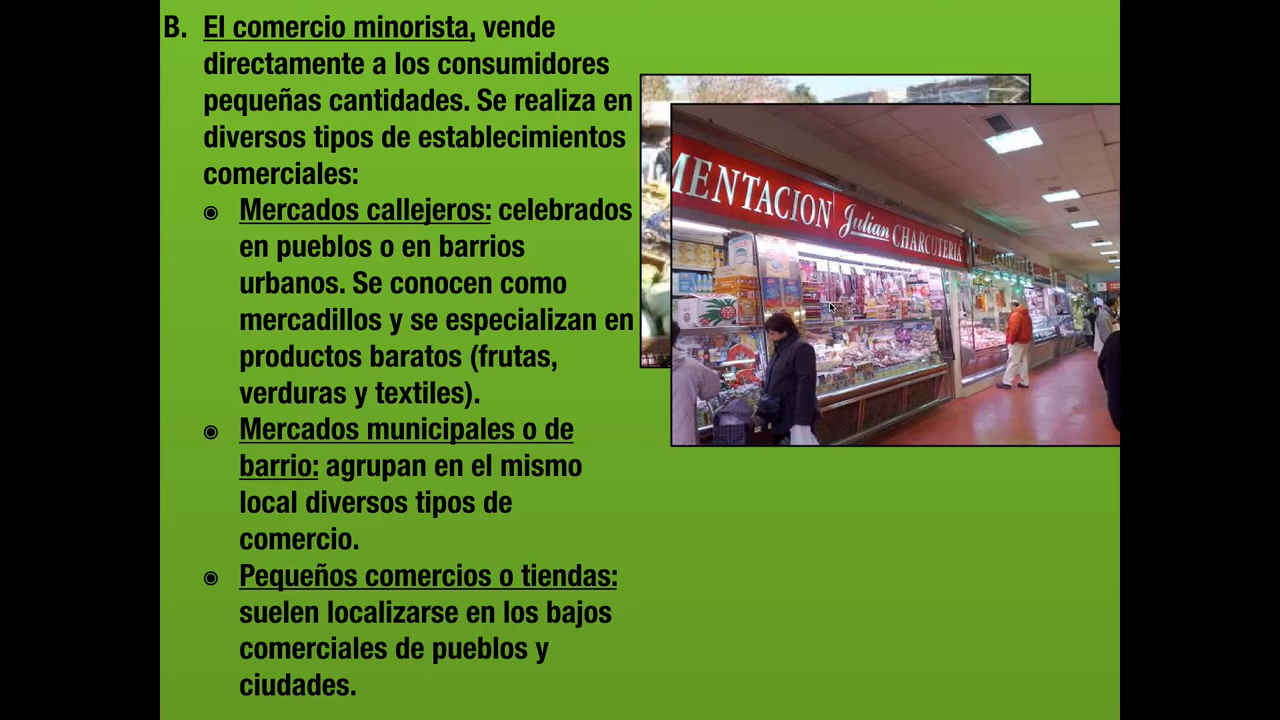 B. El comercio minorista, vende
directamente a los consumidores
pequeñas cantidades. Se realiza en
diversos tipos de establecimientos
comerciales:
◉ Mercados callejeros: celebrados
en pueblos o en barrios
urbanos. Se conocen como
mercadillos y se especializan en
productos baratos (frutas,
verduras y textiles).
◉ Mercados municipales o de
barrio: agrupan en el mismo
local diversos tipos de
comercio.
◉ Pequeños comercios o tiendas:
suelen localizarse en los bajos
comerciales de pueblos y
ciudades.
MENTACION Julian CHARCUTERIA